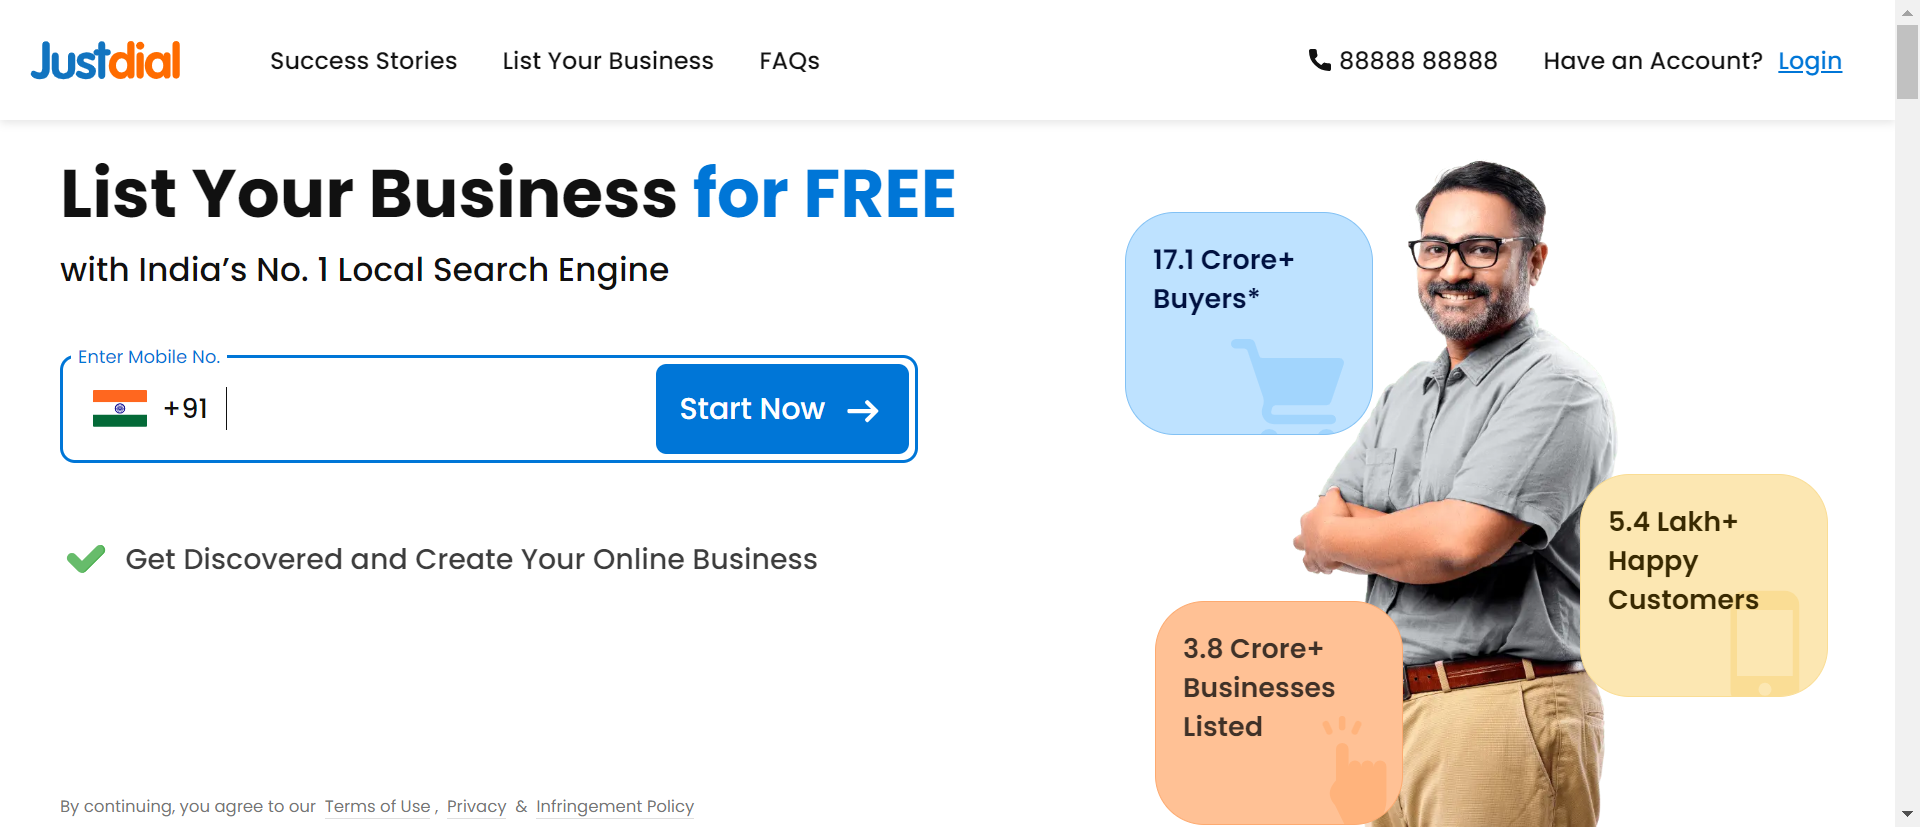 Justdial
Success Stories
List Your Business
FAQs
88888 88888
Have an Account? Login
List Your Business for FREE
with India's No. 1 Local Search Engine
Enter Mobile No.
+91
Start Now
Get Discovered and Create Your Online Business
By continuing, you agree to our Terms of Use , Privacy & Infringement Policy
17.1 Crore+
Buyers*
5.4 Lakh+
Happy
Customers
3.8 Crore+
Businesses
Listed